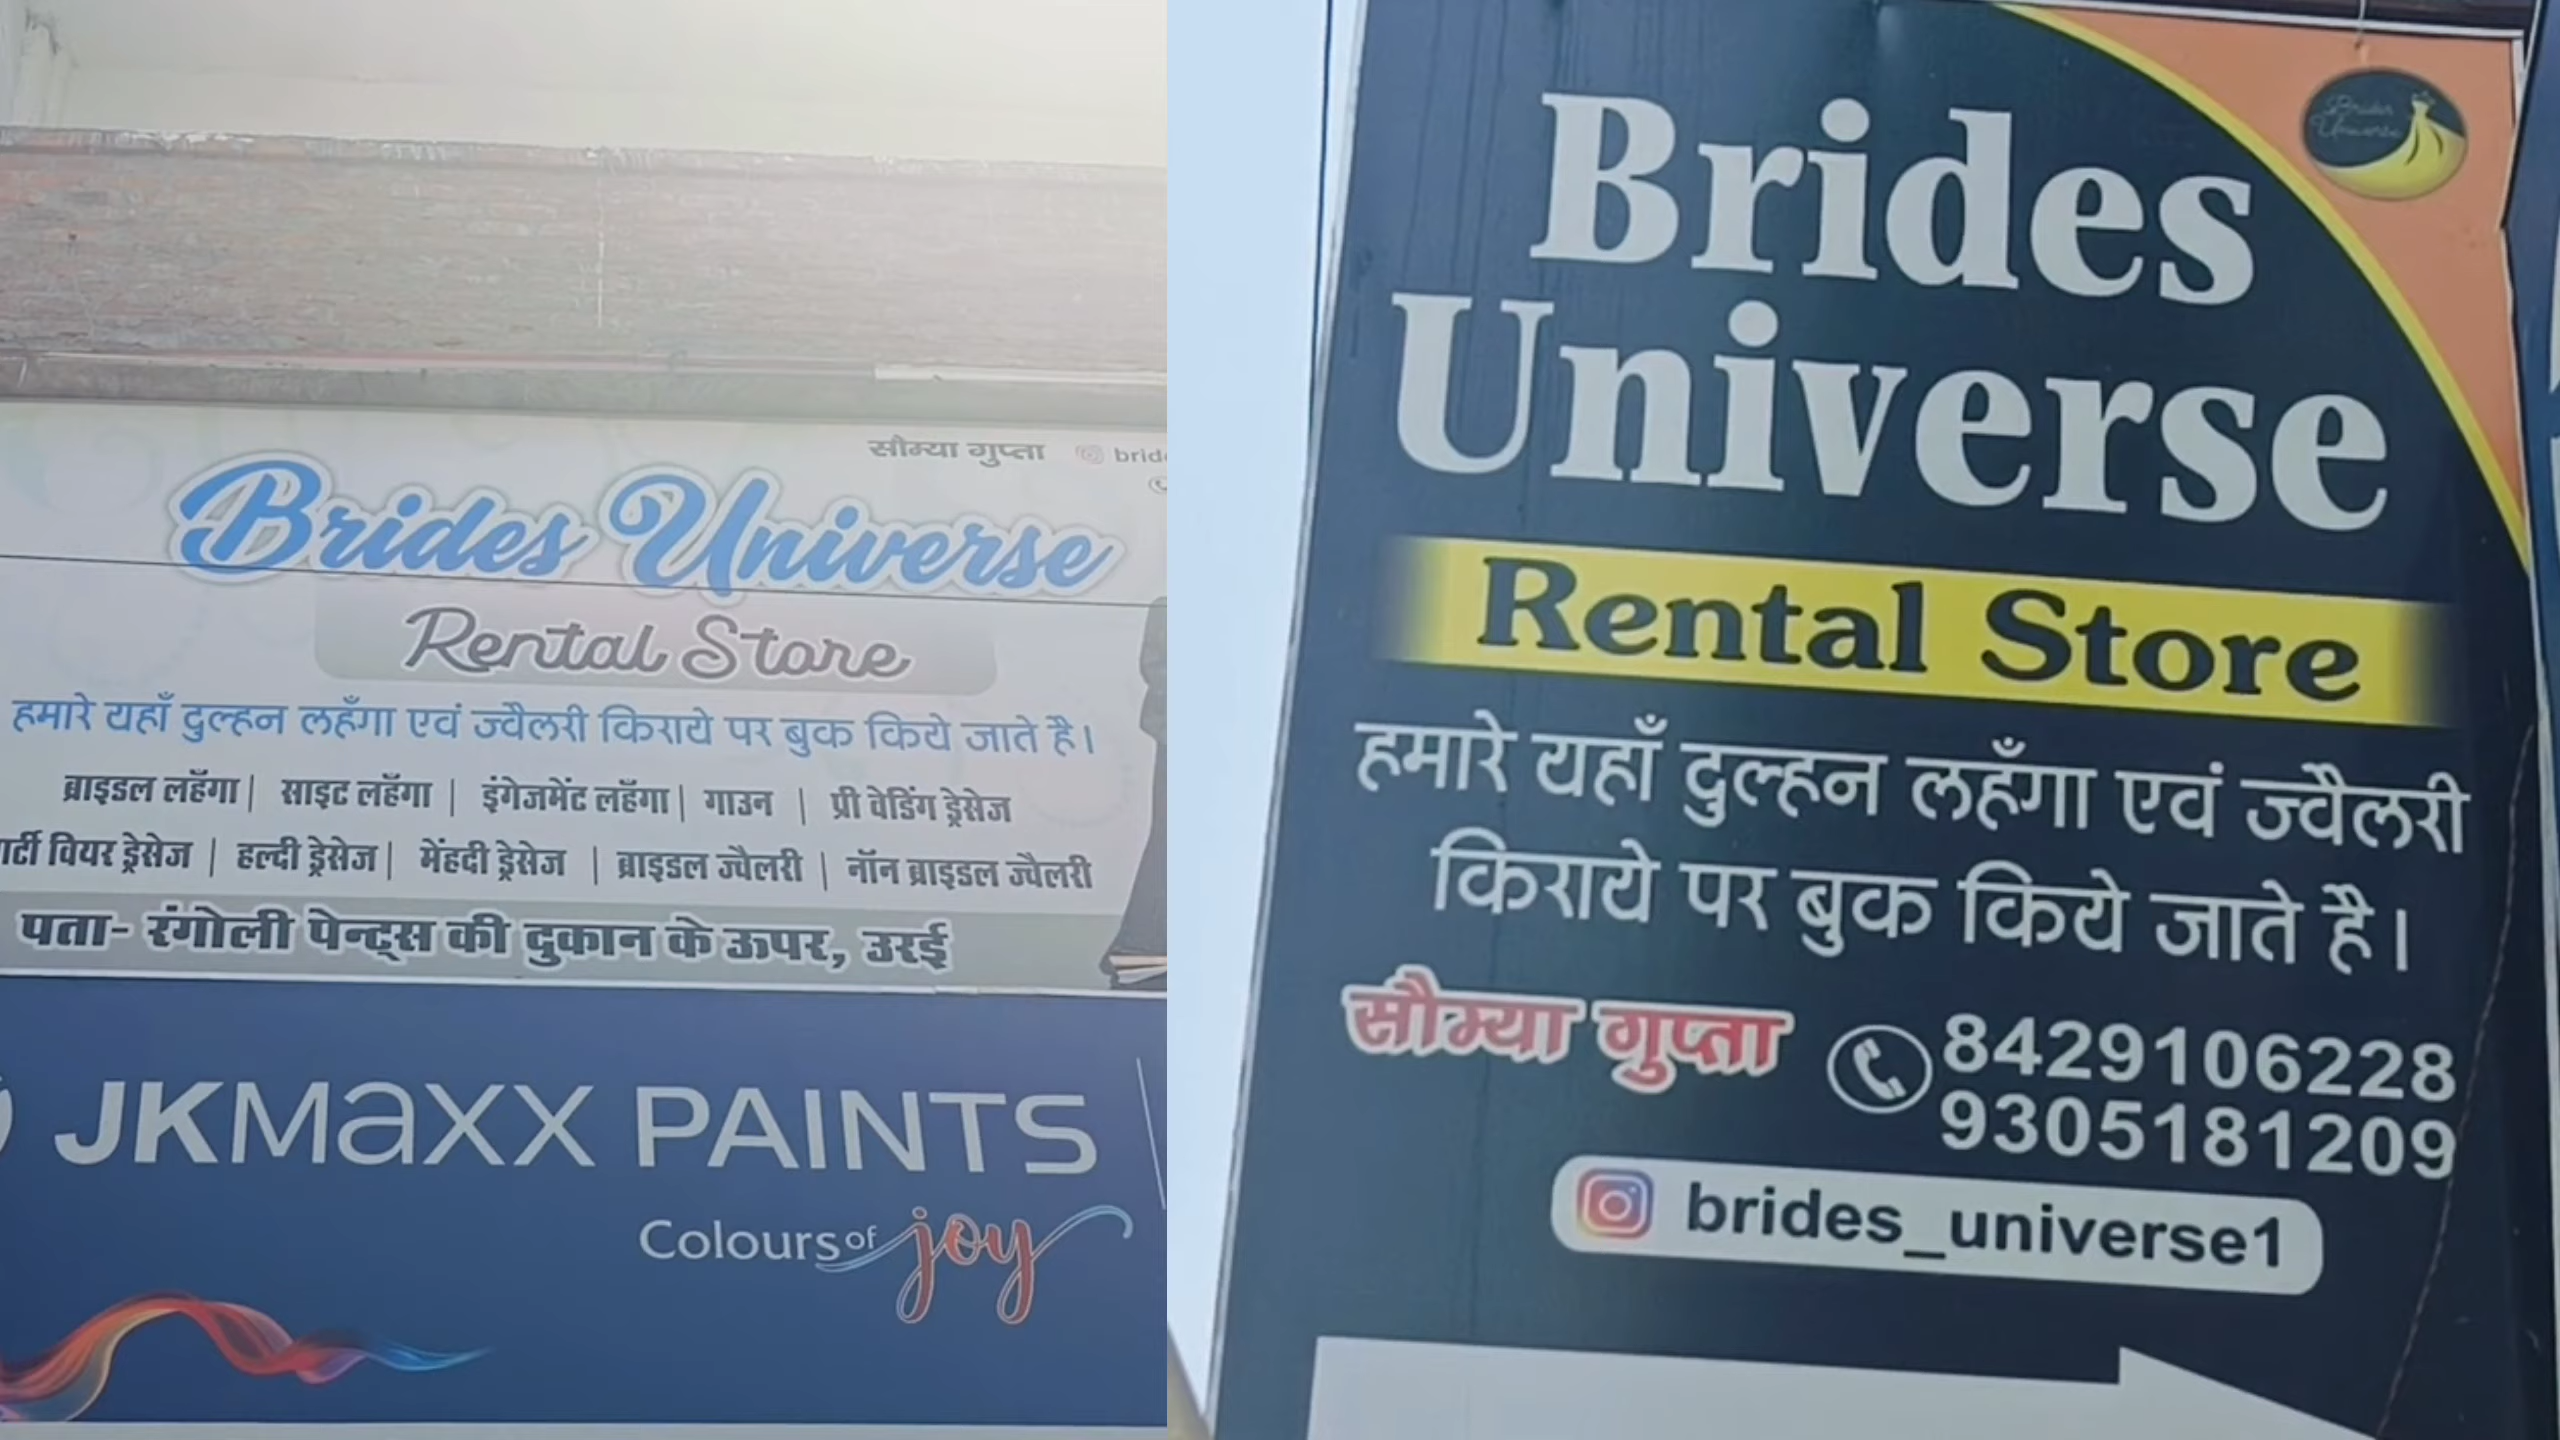 सौम्या गुप्ता
Brides Universe
Rental Store
हमारे यहाँ दुल्हन लहँगा एवं ज्वैलरी किराये पर बुक किये जाते है।
ब्राइडल लहँगा | साइट लहँगा | इंगेजमेंट लहँगा | गाउन | प्री वेडिंग ड्रेसेज
वियर ड्रेसेज | हल्दी ड्रेसेज | मेंहदी ड्रेसेज | ब्राइडल ज्वैलरी | नॉन ब्राइडल ज्वैलरी
पता- रंगोली पेन्ट्स की दुकान के ऊपर, उरई
JKMaxx PAINTS
Colours of joy
Brides Universe
Brides
Universe
Rental Store
हमारे यहाँ दुल्हन लहँगा एवं ज्वैलरी
किराये पर बुक किये जाते है।
सौम्या गुप्ता 8429106228
9305181209
brides_universe1